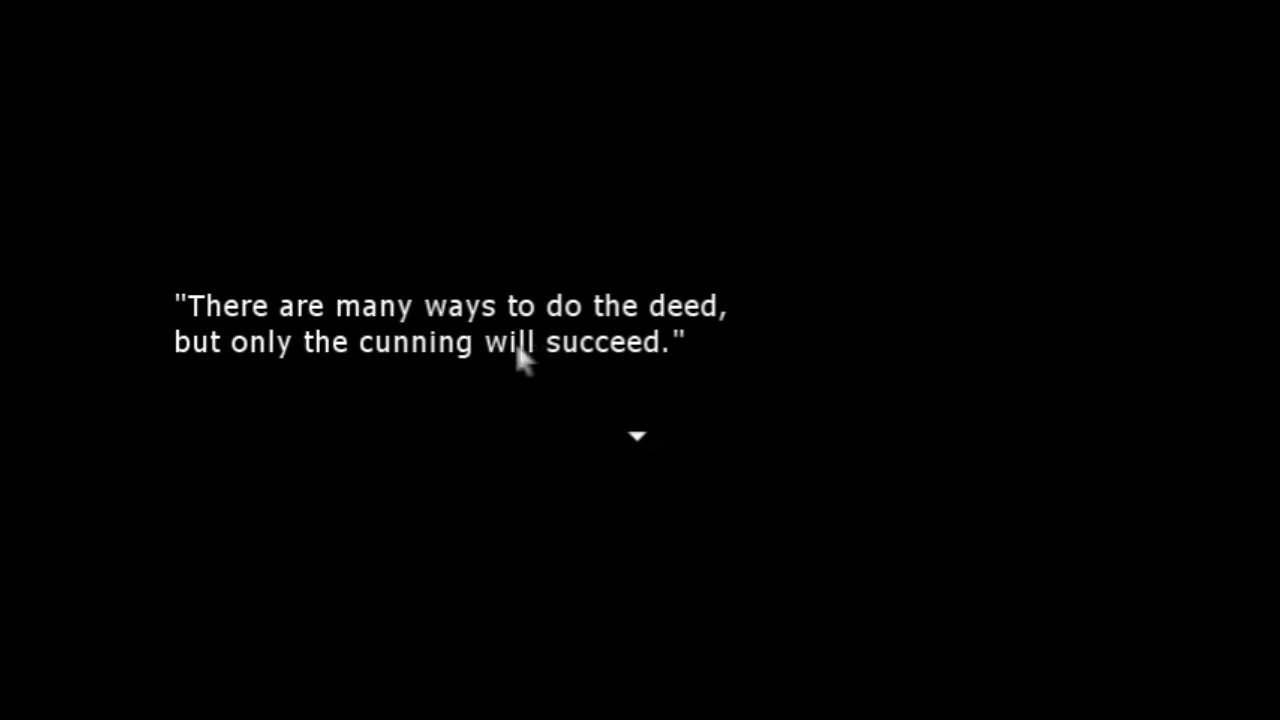 "There are many ways to do the deed,
but only the cunning will succeed."